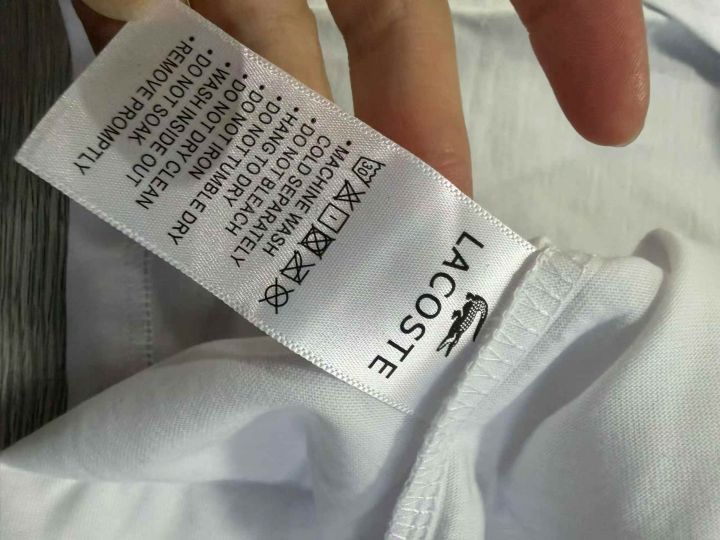 LACOSTE
30
• MACHINE WASH
COLD SEPARATELY
• DO NOT BLEACH
• HANG TO DRY
• DO NOT TUMBLE DRY
• DO NOT IRON
• DO NOT DRY CLEAN
• WASH INSIDE OUT
• DO NOT SOAK
• REMOVE PROMPTLY